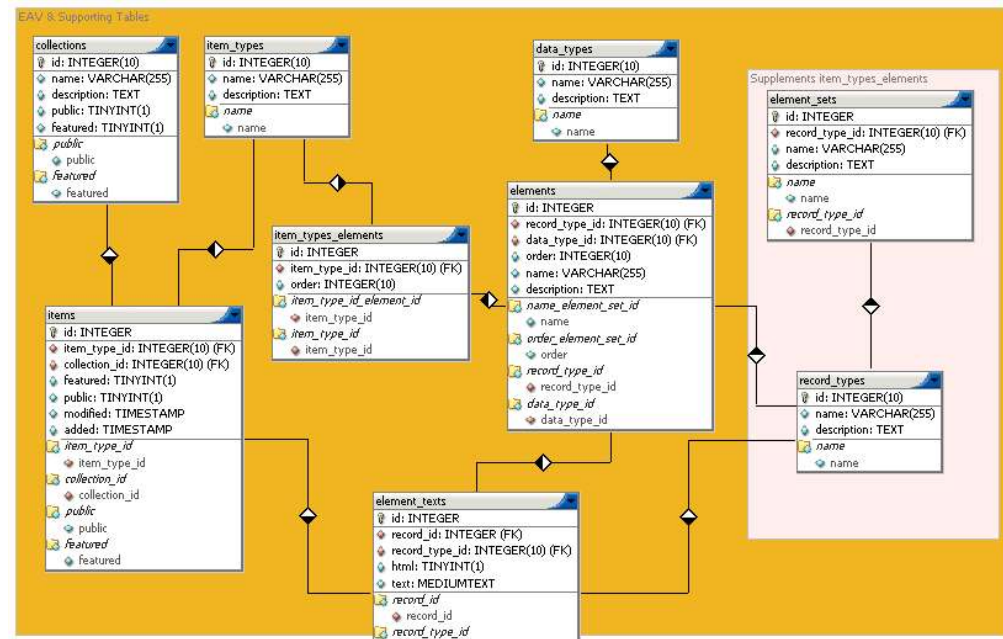 EAV & Supporting Tables
collections
id: INTEGER(10)
name: VARCHAR(255)
description: TEXT
public: TINYINT(1)
featured: TINYINT(1)
public
public
featured
featured
item_types
id: INTEGER(10)
name: VARCHAR(255)
description: TEXT
name
name
data_types
id: INTEGER(10)
name: VARCHAR(255)
description: TEXT
name
name
Supplements item_types_elements
element_sets
id: INTEGER
record_type_id: INTEGER(10) (FK)
name: VARCHAR(255)
description: TEXT
name
name
record_type_id
record_type_id
item_types_elements
id: INTEGER
item_type_id: INTEGER(10) (FK)
order: INTEGER(10)
item_type_id_element_id
item_type_id
item_type_id
item_type_id
elements
id: INTEGER
record_type_id: INTEGER(10) (FK)
data_type_id: INTEGER(10) (FK)
order: INTEGER(10)
name: VARCHAR(255)
description: TEXT
name_element_set_id
name
order_element_set_id
order
record_type_id
record_type_id
data_type_id
data_type_id
items
id: INTEGER
item_type_id: INTEGER(10) (FK)
collection_id: INTEGER(10) (FK)
featured: TINYINT(1)
public: TINYINT(1)
modified: TIMESTAMP
added: TIMESTAMP
item_type_id
item_type_id
collection_id
collection_id
public
public
featured
featured
record_types
id: INTEGER(10)
name: VARCHAR(255)
description: TEXT
name
name
element_texts
id: INTEGER
record_id: INTEGER (FK)
record_type_id: INTEGER(10) (FK)
html: TINYINT(1)
text: MEDIUMTEXT
record_id
record_id
record_type_id